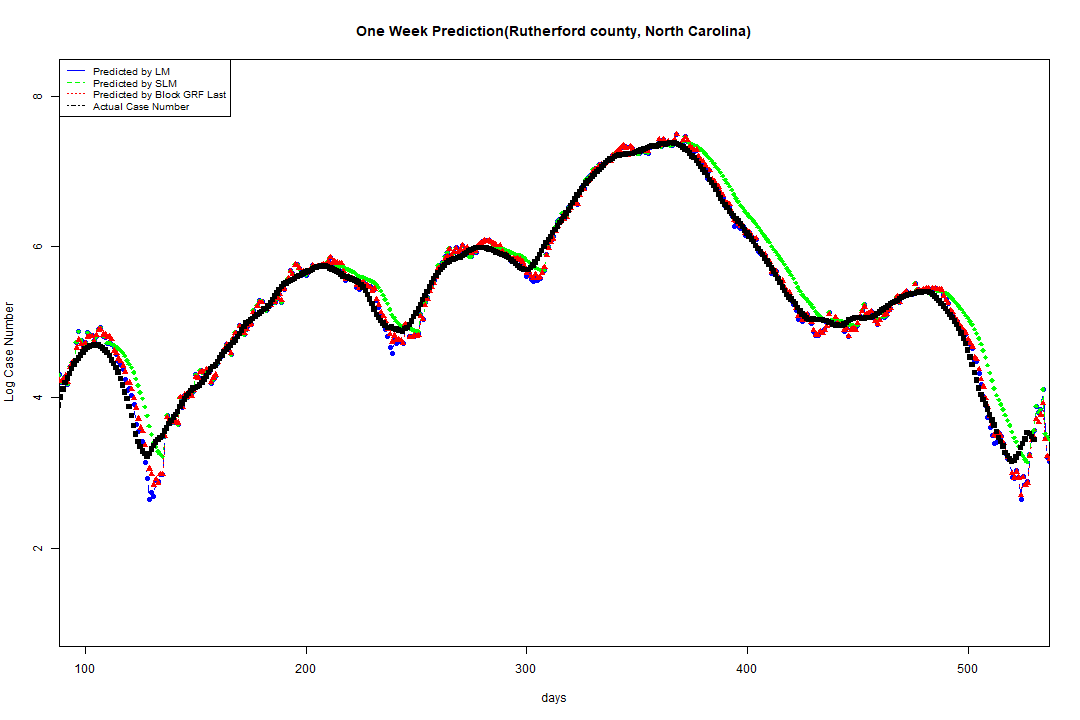 One Week Prediction(Rutherford county, North Carolina)
Predicted by LM
Predicted by SLM
Predicted by Block GRF Last
Actual Case Number
8
6
4
2
Log Case Number
100 200 300 400 500
days